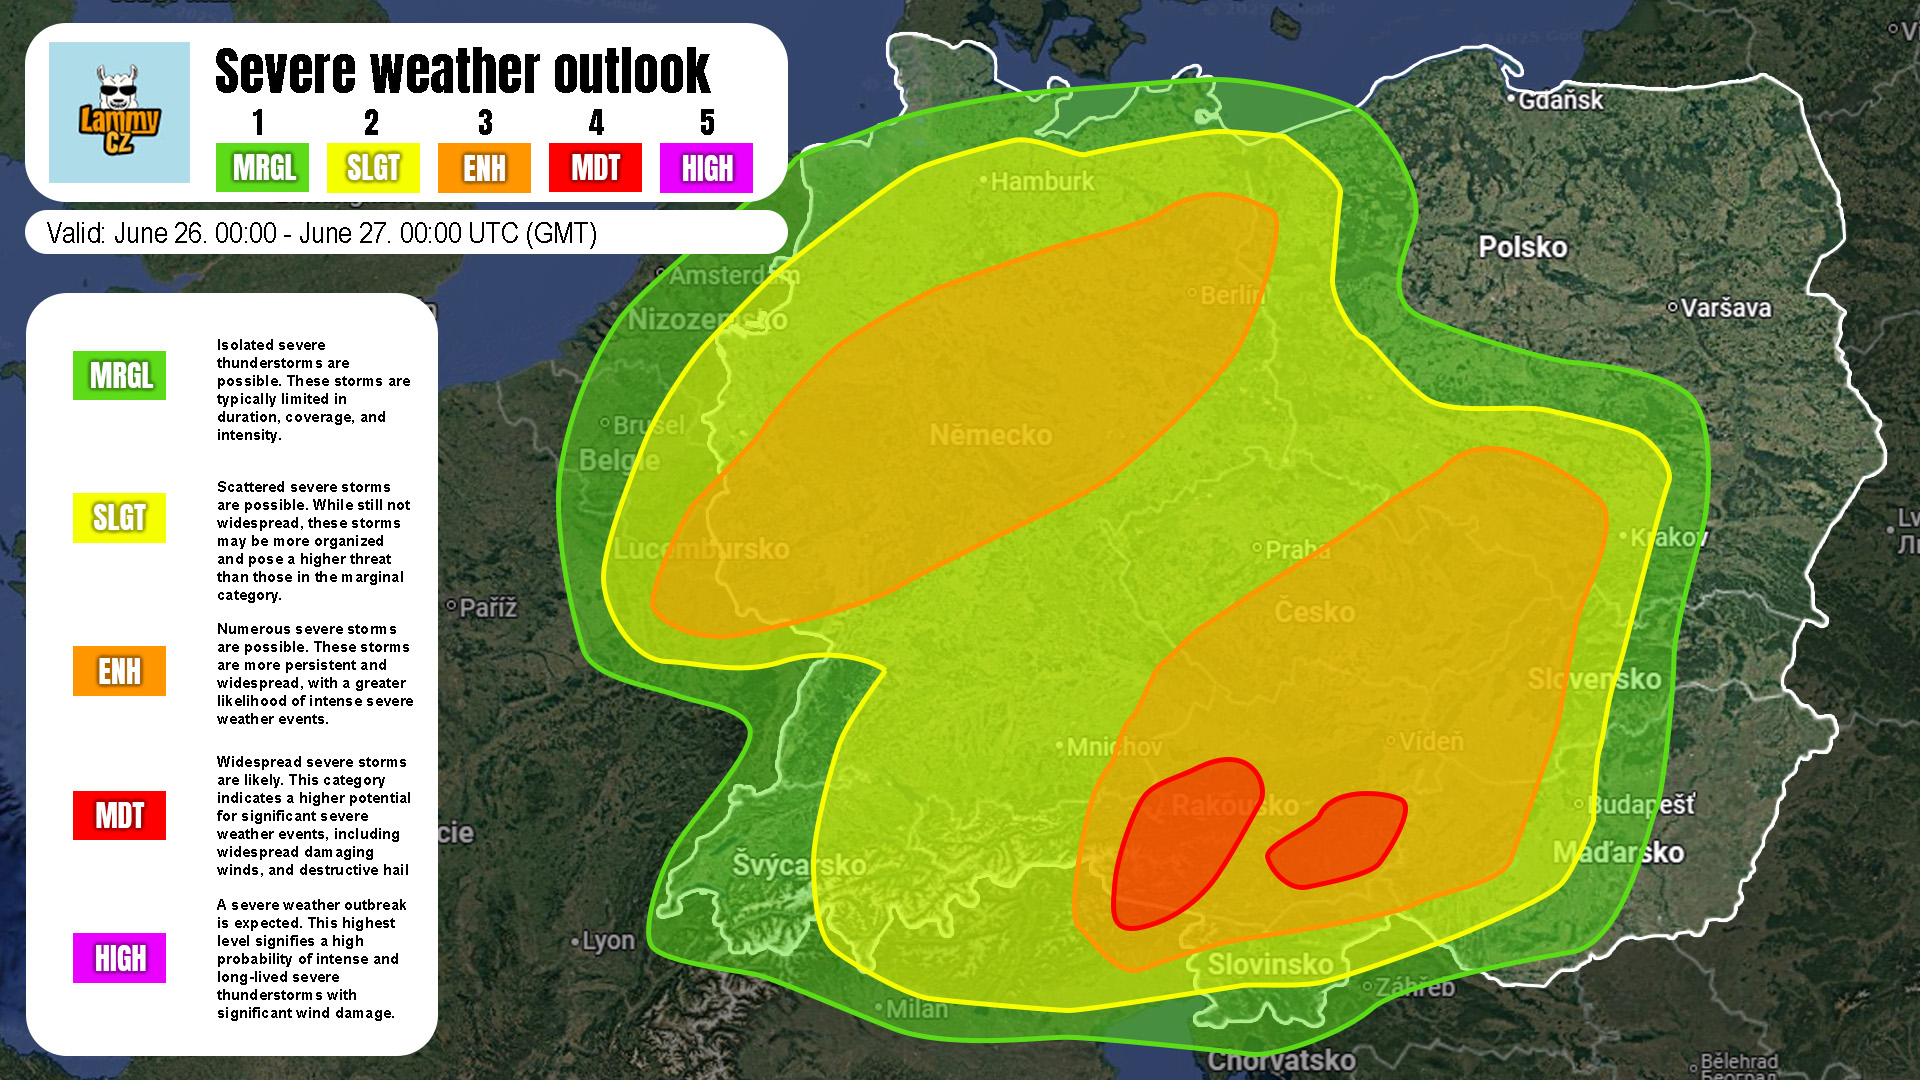 Lammy
CZ
Severe weather outlook
1 2 3 4 5
MRGL SLGT ENH MDT HIGH
Valid: June 26. 00:00 - June 27. 00:00 UTC (GMT)
MRGL
Isolated severe
thunderstorms are
possible. These storms are
typically limited in
duration, coverage, and
intensity.
SLGT
Scattered severe storms
are possible. While still not
widespread, these storms
may be more organized
and pose a higher threat
than those in the marginal
category.
ENH
Numerous severe storms
are possible. These storms
are more persistent and
widespread, with a greater
likelihood of intense severe
weather events.
MDT
Widespread severe storms
are likely. This category
indicates a higher potential
for significant severe
weather events, including
widespread damaging
winds, and destructive hail
HIGH
A severe weather outbreak
is expected. This highest
level signifies a high
probability of intense and
long-lived severe
thunderstorms with
significant wind damage.
Gdaňsk
Hamburk
Polsko
Amsterdam
Berlín
Varšava
Nizozemsko
Brusel
Německo
Belgie
Krakov
Lucembursko
Praha
Paříž
Česko
Slovensko
Mnichov
Vídeň
Rakousko
Budapešť
cie
Švýcarsko
Maďarsko
Lyon
Slovinsko
Záhřeb
Milán
Chorvatsko
Bělehrad
Београд